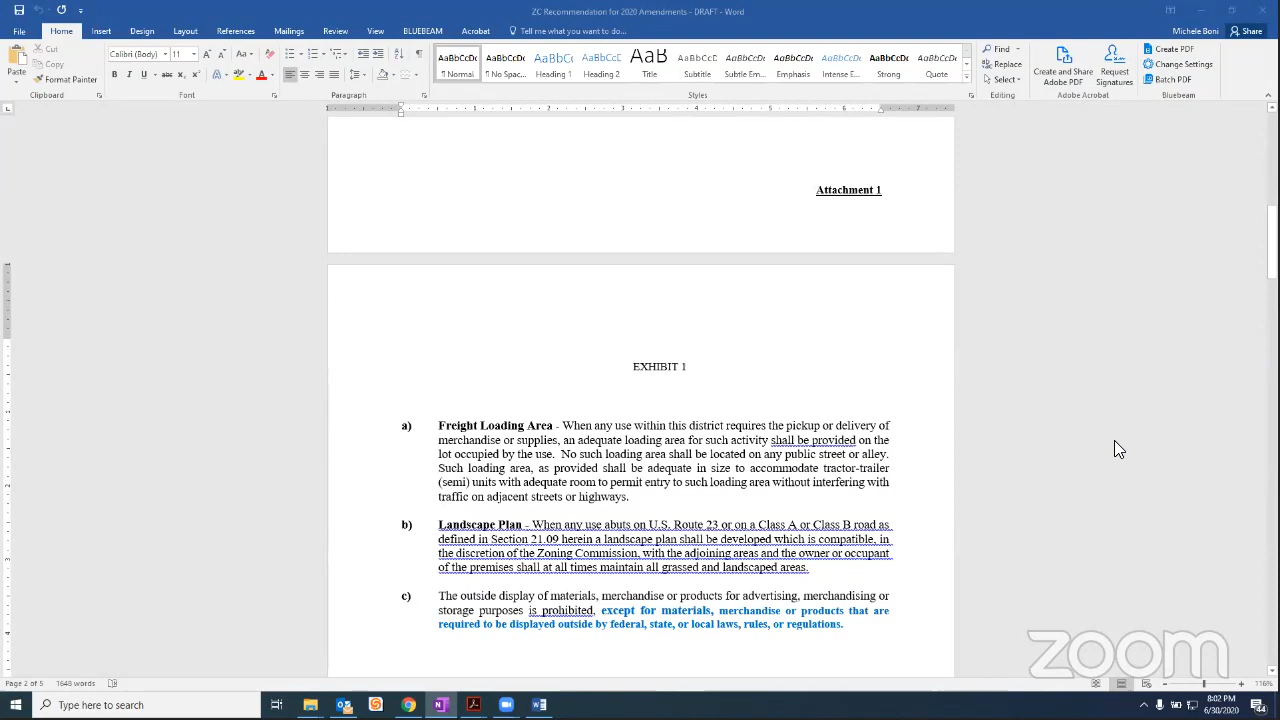 ZC Recommendation for 2020 Amendments - DRAFT - Word
Michele Boni
File Home Insert Design Layout References Mailings Review View BLUEBEAM Acrobat Tell me what you want to do... Share
Paste
Cut
Copy
Format Painter
Clipboard
Calibri (Body) 11
Font
Paragraph
AaBbCcDc AaBbCcDc AaBbC( AaBbCcC AaB AaBbCcD AaBbCcDc AaBbCcDc AaBbCcDc AaBbCcDc AaBbCcDc
¶ Normal ¶ No Spac... Heading 1 Heading 2 Title Subtitle Subtle Em... Emphasis Intense E... Strong Quote
Styles
Find
Replace
Select
Editing
Create and Share Adobe PDF
Request Signatures
Adobe Acrobat
Create PDF
Change Settings
Batch PDF
Bluebeam
Attachment 1
EXHIBIT 1
a) Freight Loading Area - When any use within this district requires the pickup or delivery of
merchandise or supplies, an adequate loading area for such activity shall be provided on the
lot occupied by the use. No such loading area shall be located on any public street or alley.
Such loading area, as provided shall be adequate in size to accommodate tractor-trailer
(semi) units with adequate room to permit entry to such loading area without interfering with
traffic on adjacent streets or highways.
b) Landscape Plan - When any use abuts on U.S. Route 23 or on a Class A or Class B road as
defined in Section 21.09 herein a landscape plan shall be developed which is compatible, in
the discretion of the Zoning Commission, with the adjoining areas and the owner or occupant
of the premises shall at all times maintain all grassed and landscaped areas.
c) The outside display of materials, merchandise or products for advertising, merchandising or
storage purposes is prohibited, except for materials, merchandise or products that are
required to be displayed outside by federal, state, or local laws, rules, or regulations.
zoom
Page 2 of 5 1648 words 116%
Type here to search
8:02 PM
6/30/2020